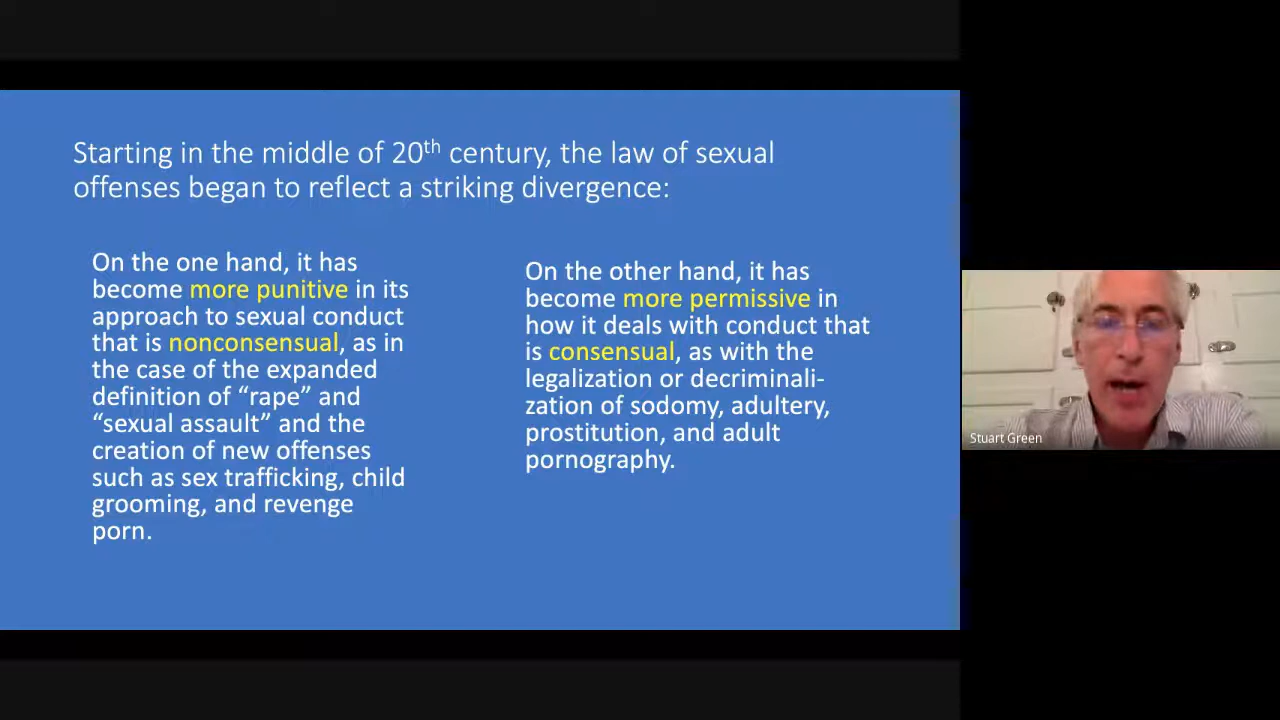 Starting in the middle of 20th century, the law of sexual
offenses began to reflect a striking divergence:
On the one hand, it has
become more punitive in its
approach to sexual conduct
that is nonconsensual, as in
the case of the expanded
definition of “rape” and
“sexual assault” and the
creation of new offenses
such as sex trafficking, child
grooming, and revenge
porn.
On the other hand, it has
become more permissive in
how it deals with conduct that
is consensual, as with the
legalization or decriminali-
zation of sodomy, adultery,
prostitution, and adult
pornography.
Stuart Green